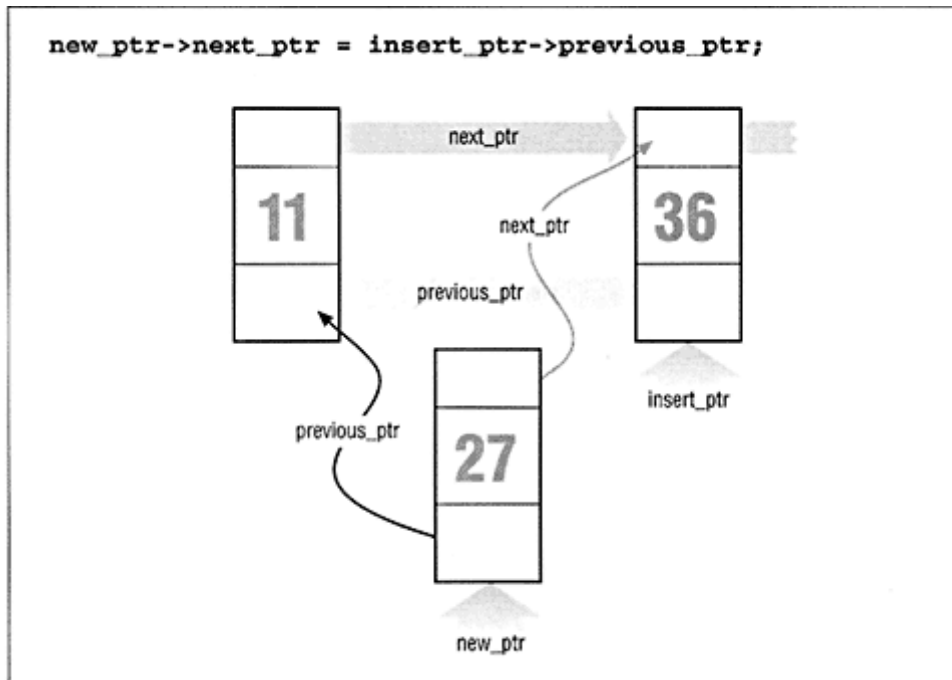 new_ptr->next_ptr = insert_ptr->previous_ptr;
next_ptr
11
36
next_ptr
previous_ptr
insert_ptr
previous_ptr
27
new_ptr